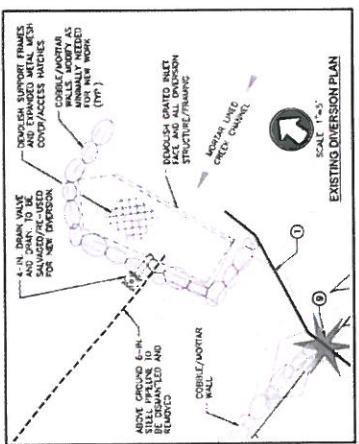 DEMOLISH SUPPORT FRAMES
AND EXPANDED METAL MESH
COVER/ACCESS HATCHES
COBBLE/MORTAR
WALLS MODIFY AS
MINIMALLY NEEDED
FOR NEW WORK
(TYP)
4-IN. DRAIN VALVE
AND DRAIN TO BE
SALVAGED/RE-USED
FOR NEW DIVERSION
DEMOLISH GRATED INLET
FACE AND ALL DIVERSION
STRUCTURE/FRAMING
MORTAR LINED
CREEK CHANNEL
ABOVE GROUND 6-IN.
STEEL PIPELINE TO
BE DISMANTLED AND
REMOVED
COBBLE/MORTAR
WALL
1
9
SCALE 1"=5'
EXISTING DIVERSION PLAN